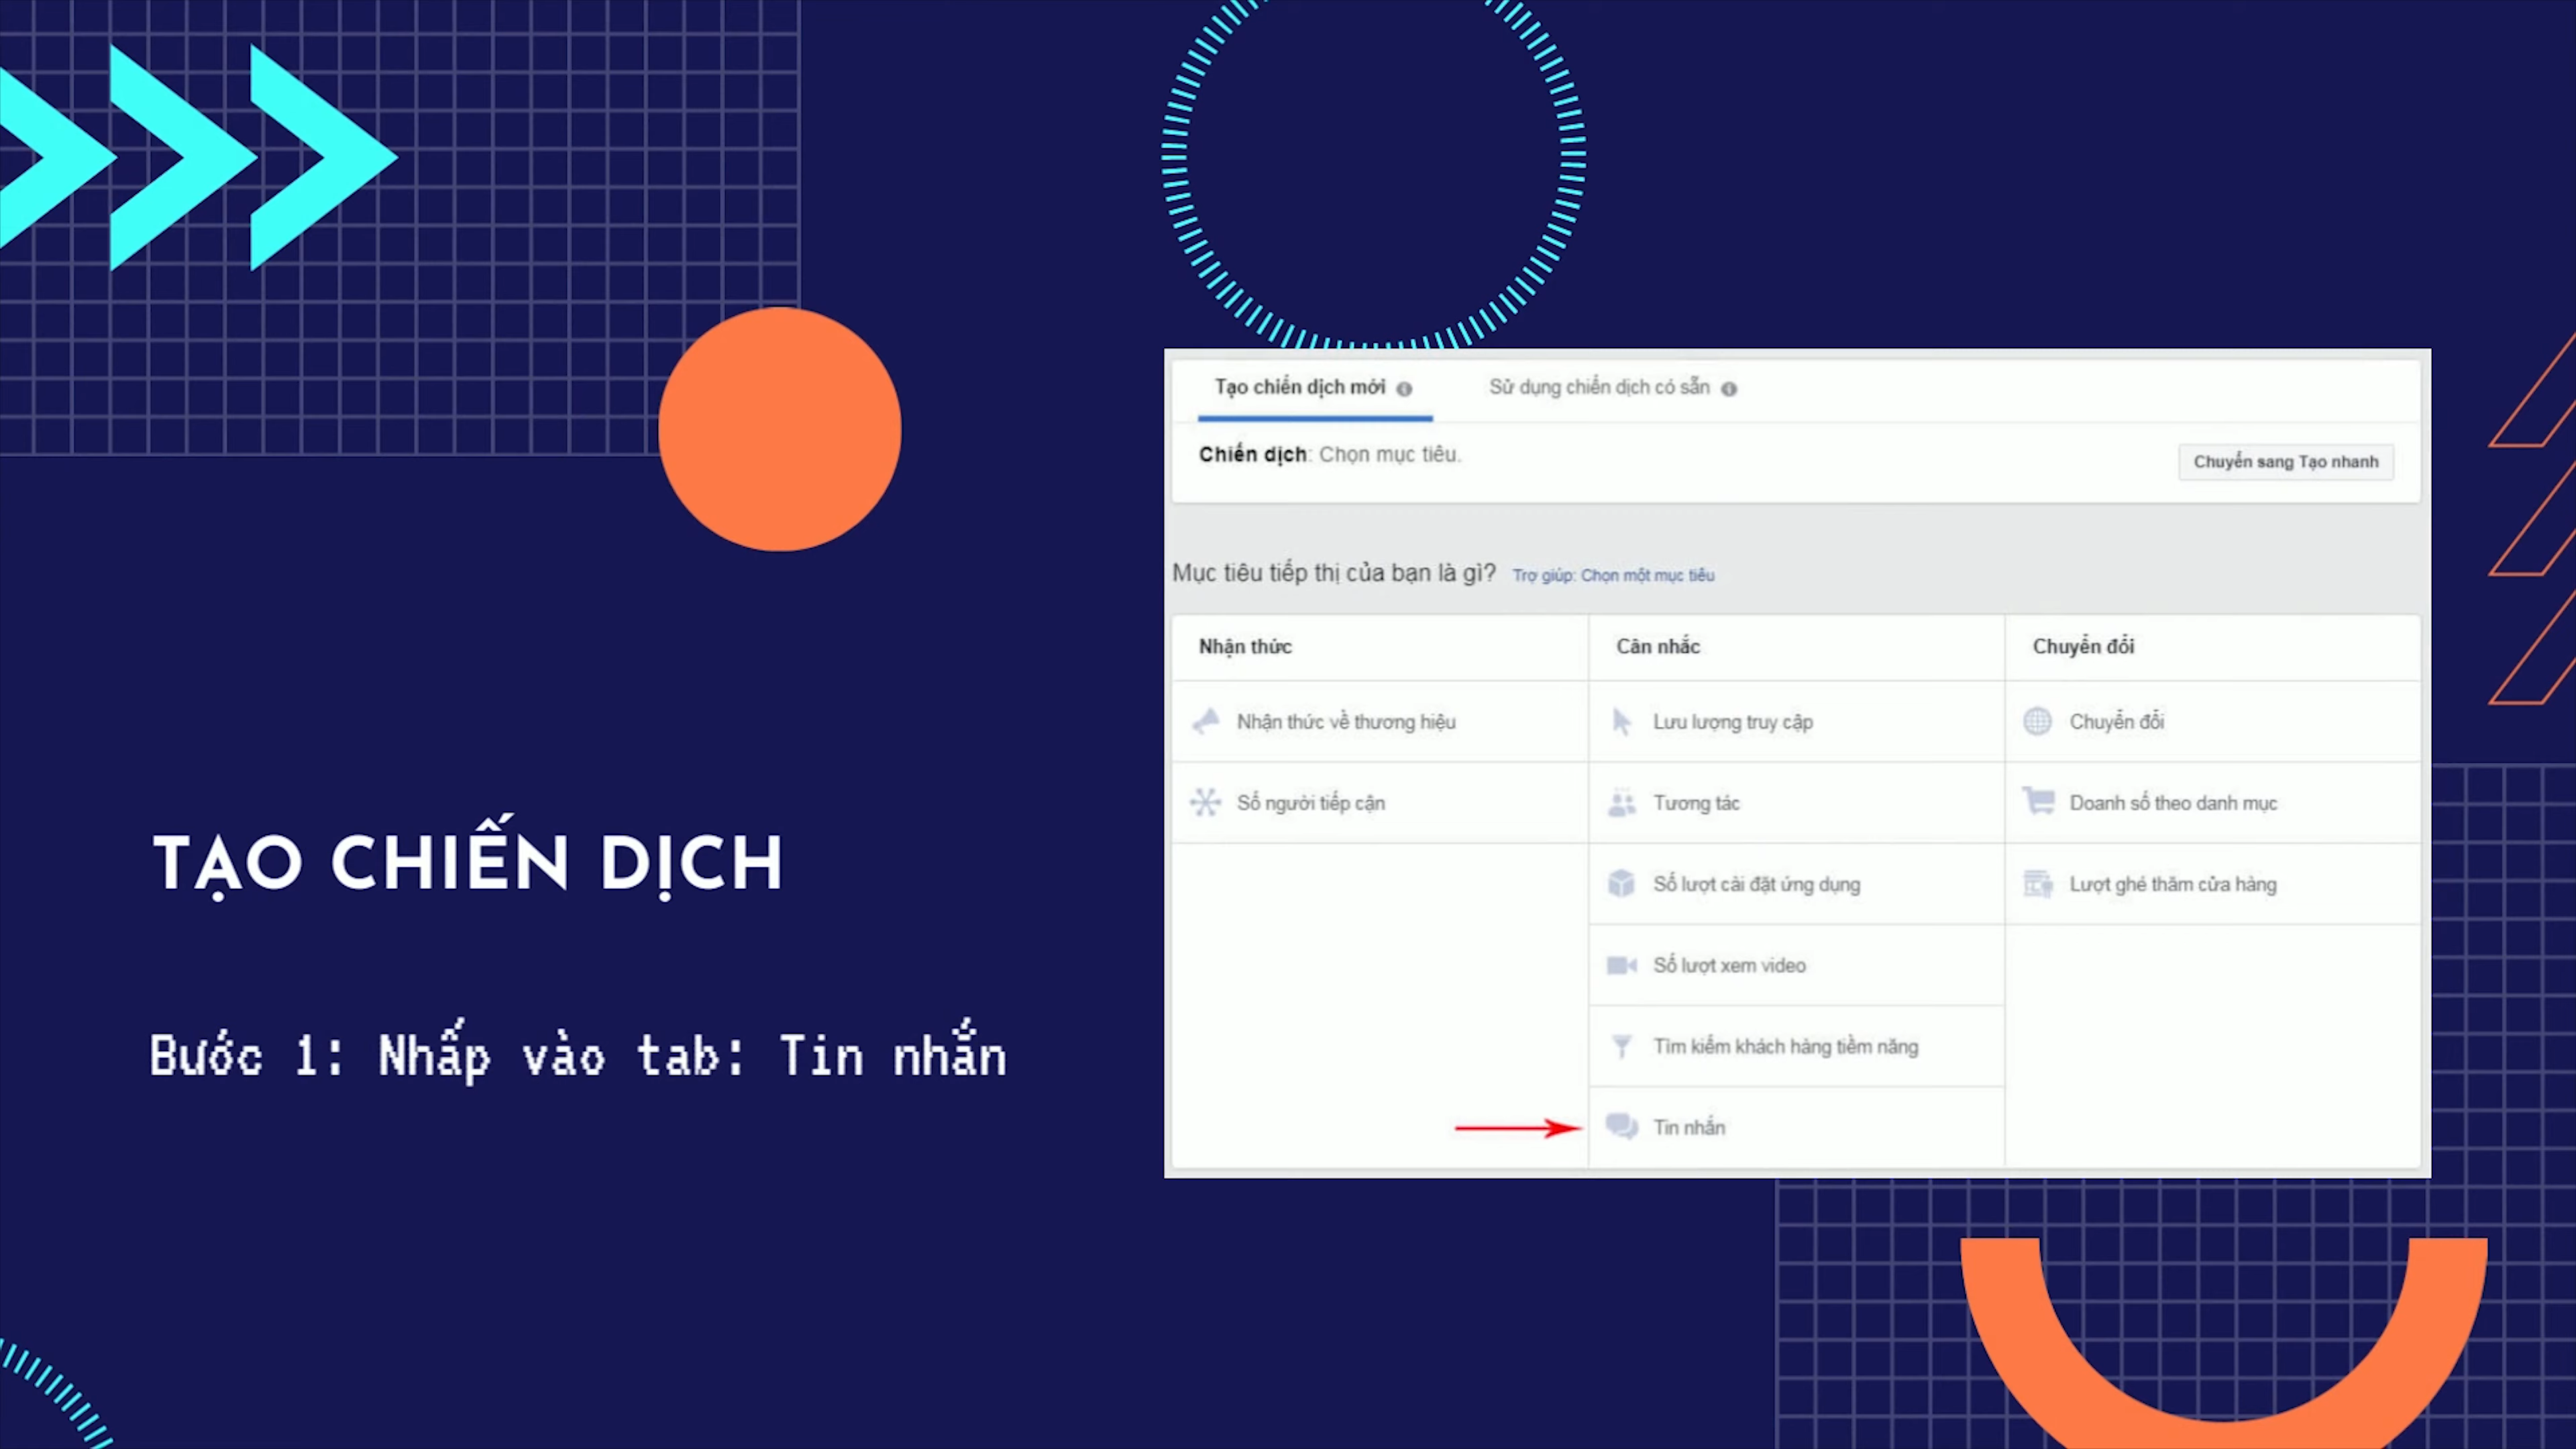 TẠO CHIẾN DỊCH
Bước 1: Nhấp vào tab: Tin nhắn
Tạo chiến dịch mới
Sử dụng chiến dịch có sẵn
Chiến dịch: Chọn mục tiêu.
Chuyển sang Tạo nhanh
Mục tiêu tiếp thị của bạn là gì? Trợ giúp: Chọn một mục tiêu
Nhận thức
Nhận thức về thương hiệu
Số người tiếp cận
Cân nhắc
Lưu lượng truy cập
Tương tác
Số lượt cài đặt ứng dụng
Số lượt xem video
Tìm kiếm khách hàng tiềm năng
Tin nhắn
Chuyển đổi
Chuyển đổi
Doanh số theo danh mục
Lượt ghé thăm cửa hàng